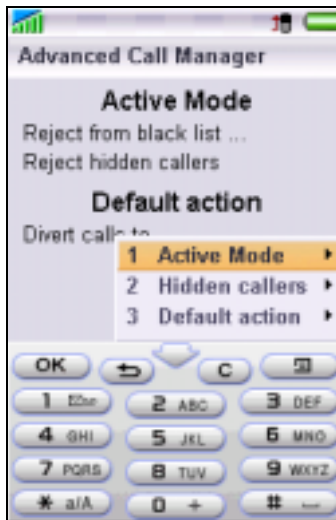 Advanced Call Manager
Active Mode
Reject from black list ...
Reject hidden callers
Default action
Divert calls to
1 Active Mode
2 Hidden callers
3 Default action
OK C
1
2 ABC
3 DEF
4 GHI
5 JKL
6 MNO
7 PQRS
8 TUV
9 WXYZ
* a/A
0 +
#